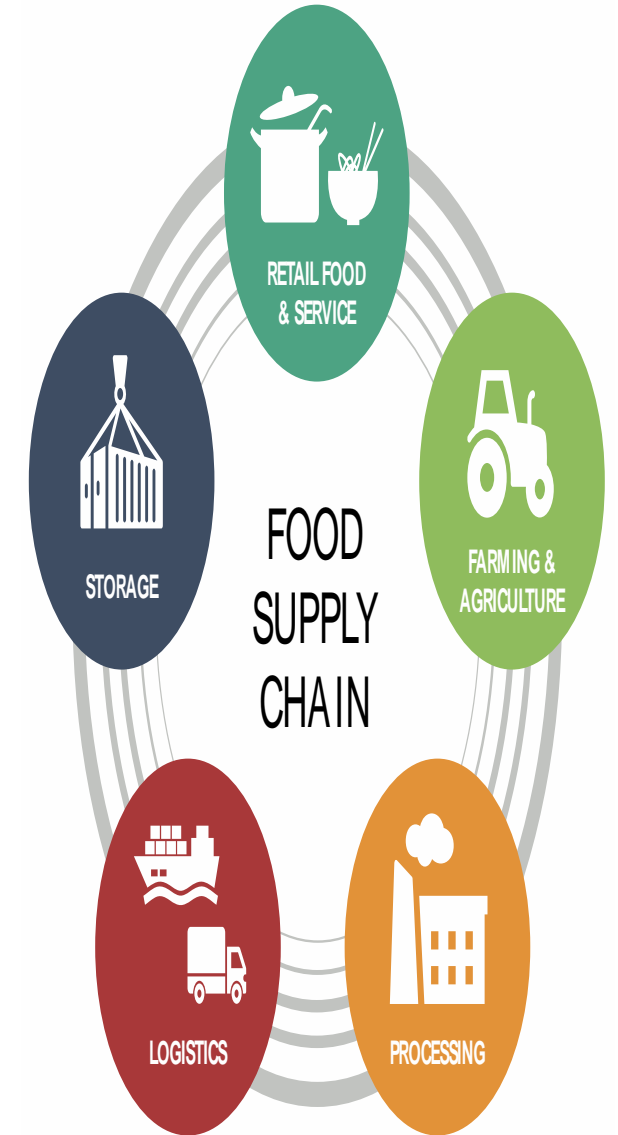 RETAIL FOOD
& SERVICE
FARMING &
AGRICULTURE
STORAGE
FOOD
SUPPLY
CHAIN
LOGISTICS
PROCESSING